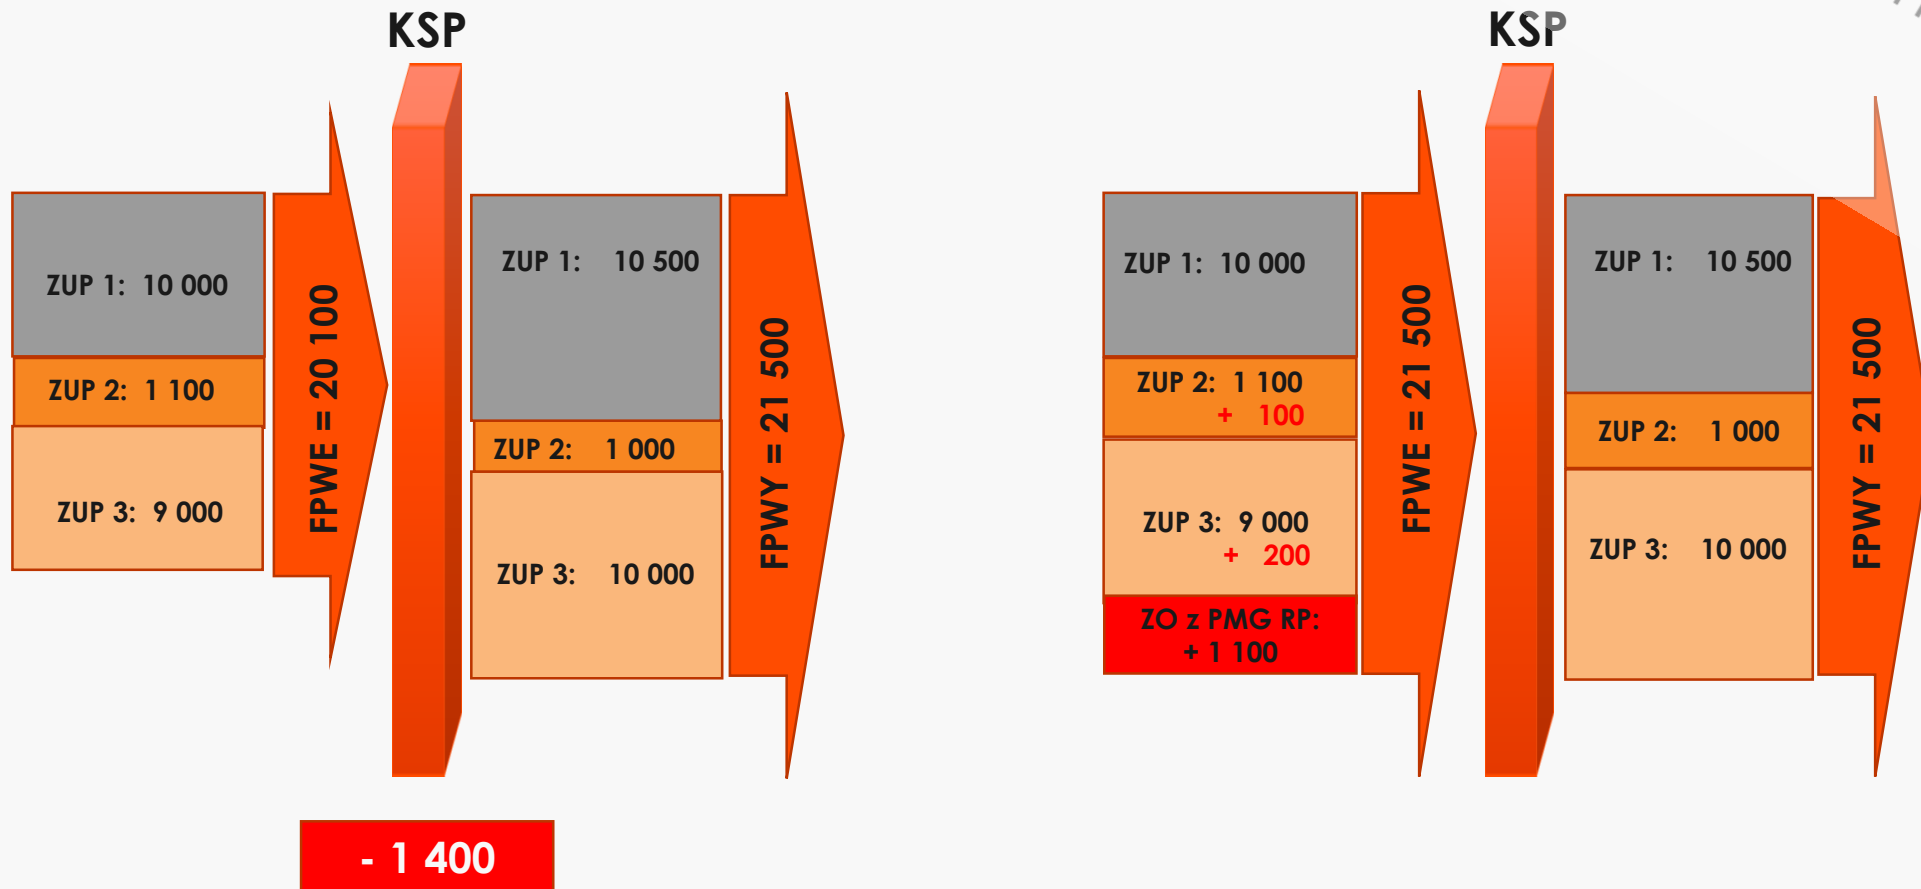 KSP
ZUP 1: 10 000
ZUP 2: 1 100
ZUP 3: 9 000
FPWE = 20 100
ZUP 1: 10 500
ZUP 2: 1 000
ZUP 3: 10 000
FPWY = 21 500
- 1 400
KSP
ZUP 1: 10 000
ZUP 2: 1 100
+ 100
ZUP 3: 9 000
+ 200
ZO z PMG RP:
+ 1 100
FPWE = 21 500
ZUP 1: 10 500
ZUP 2: 1 000
ZUP 3: 10 000
FPWY = 21 500